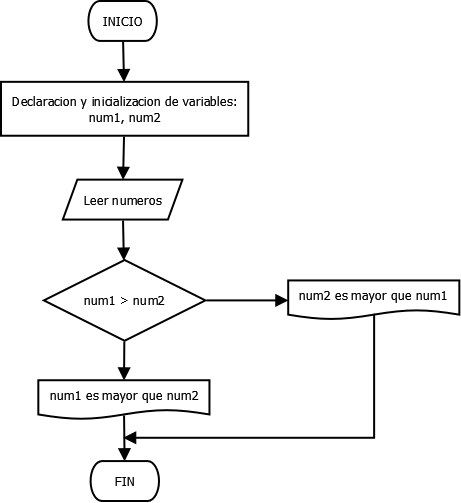 INICIO
Declaracion y inicializacion de variables:
num1, num2
Leer numeros
num1 > num2
num2 es mayor que num1
num1 es mayor que num2
FIN